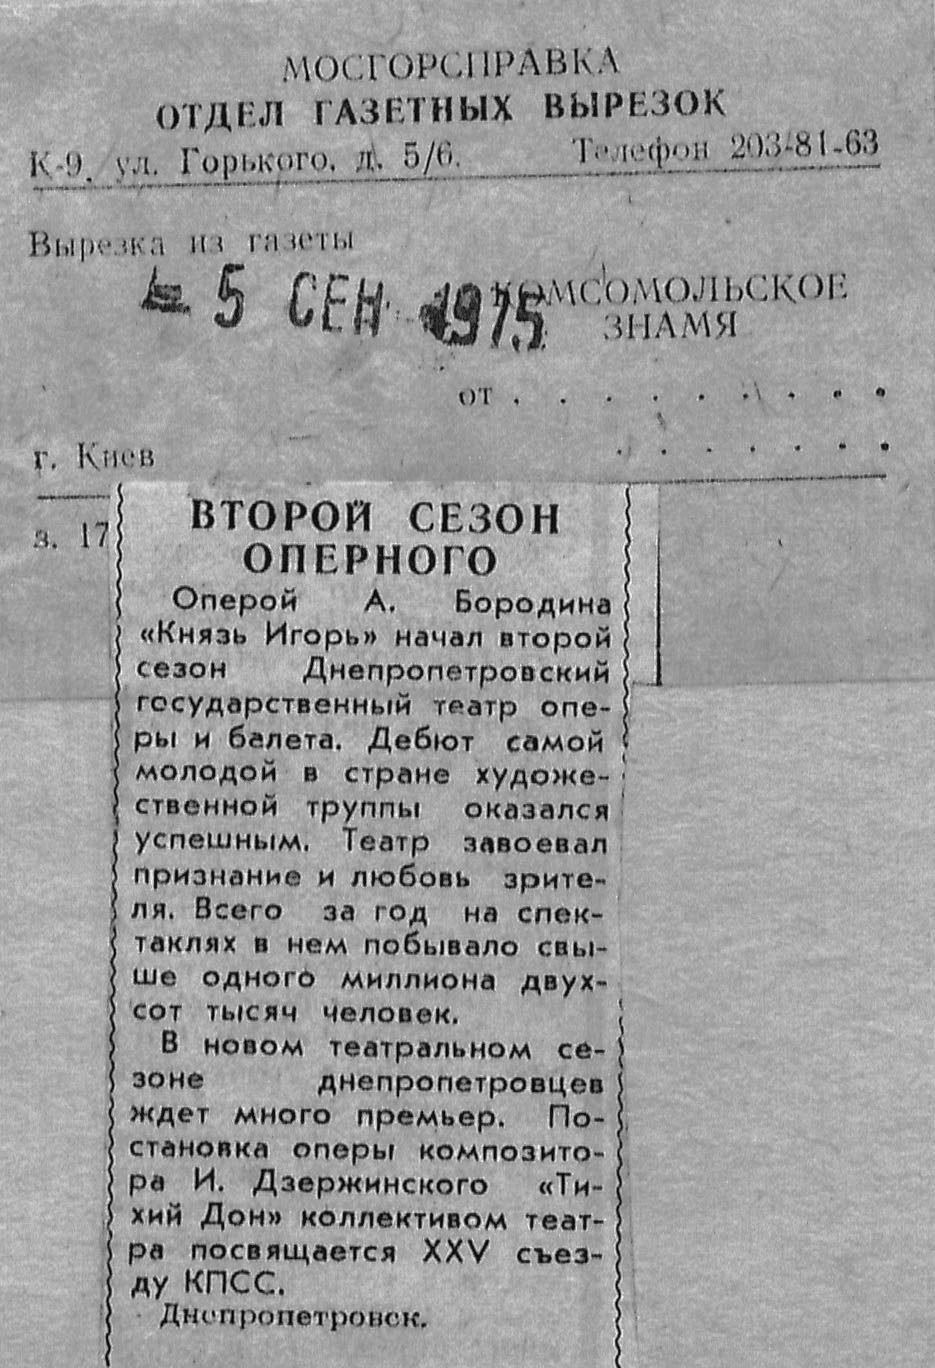 МОСГОРСПРАВКА
ОТДЕЛ ГАЗЕТНЫХ ВЫРЕЗОК
К-9, ул. Горького, д. 5/6. Телефон 203-81-63
Вырезка из газеты
- 5 СЕН 1975
КОМСОМОЛЬСКОЕ
ЗНАМЯ
от . . . . . . . . .
г. Киев . . . . . . .
з. 17
ВТОРОЙ СЕЗОН
ОПЕРНОГО
Оперой А. Бородина
«Князь Игорь» начал второй
сезон Днепропетровский
государственный театр опе-
ры и балета. Дебют самой
молодой в стране художе-
ственной труппы оказался
успешным. Театр завоевал
признание и любовь зрите-
ля. Всего за год на спек-
таклях в нем побывало свы-
ше одного миллиона двух-
сот тысяч человек.
В новом театральном се-
зоне днепропетровцев
ждет много премьер. По-
становка оперы композито-
ра И. Дзержинского «Ти-
хий Дон» коллективом теат-
ра посвящается XXV съез-
ду КПСС.
Днепропетровск.